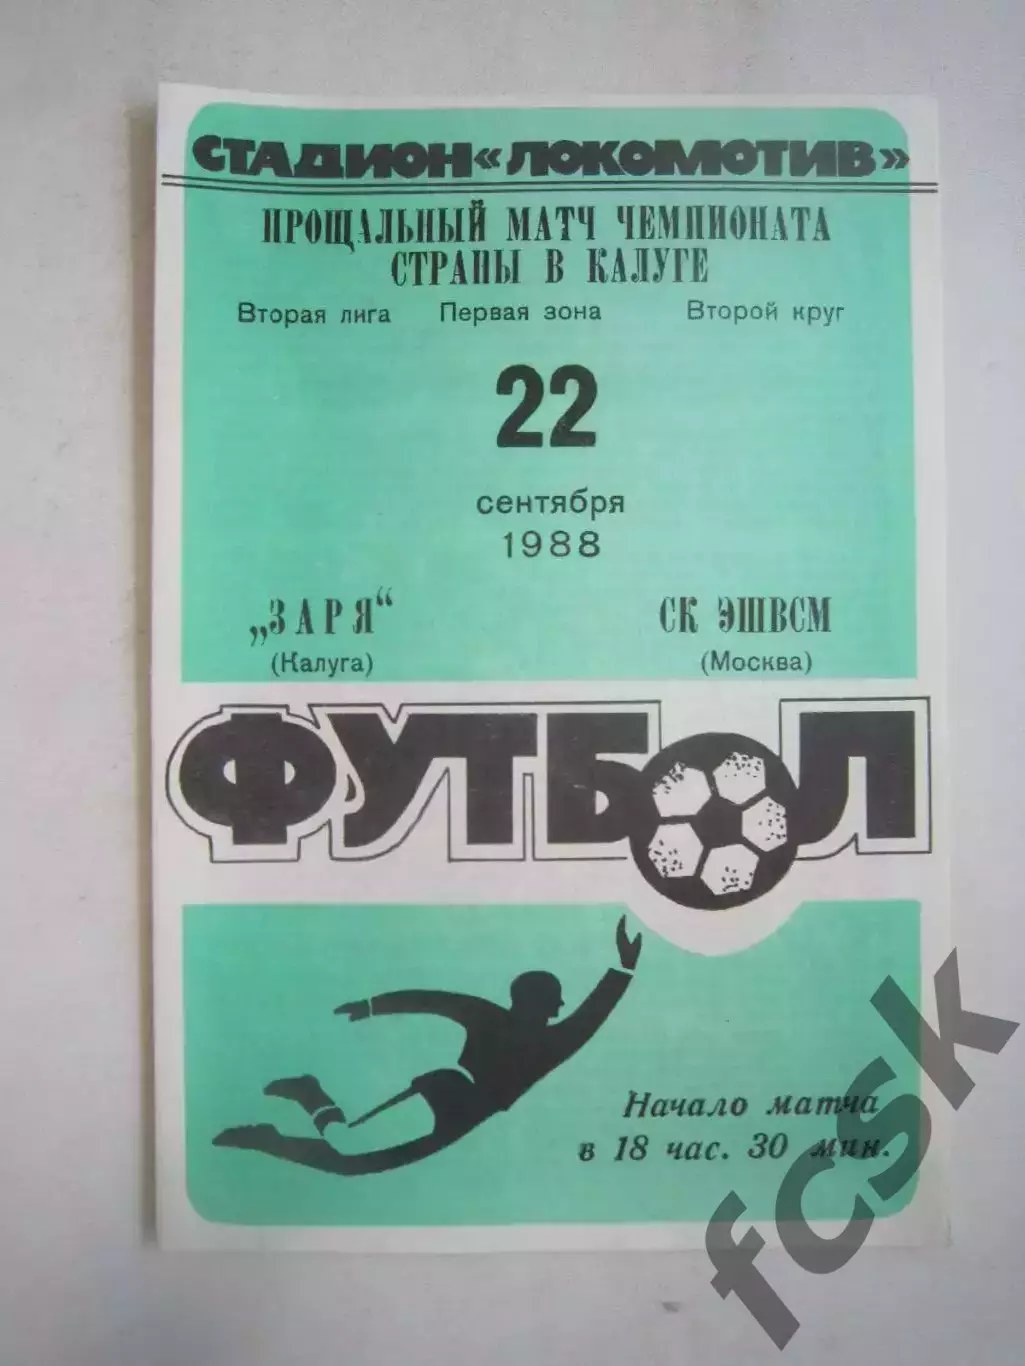 СТАДИОН «ЛОКОМОТИВ»
ПРОЩАЛЬНЫЙ МАТЧ ЧЕМПИОНАТА
СТРАНЫ В КАЛУГЕ
Вторая лига Первая зона Второй круг
22
сентября
1988
„ЗАРЯ“ СК ЭШВСМ
(Калуга) (Москва)
ФУТБОЛ
Начало матча
в 18 час. 30 мин.
fcsk